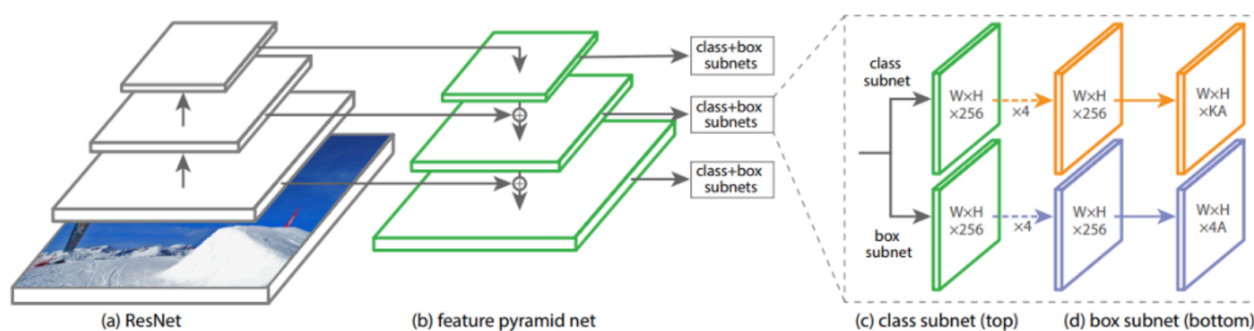 class+box
subnets
class+box
subnets
class+box
subnets
class
subnet
W×H
×256
×4
W×H
×256
W×H
×KA
box
subnet
W×H
×256
×4
W×H
×256
W×H
×4A
(a) ResNet
(b) feature pyramid net
(c) class subnet (top)
(d) box subnet (bottom)